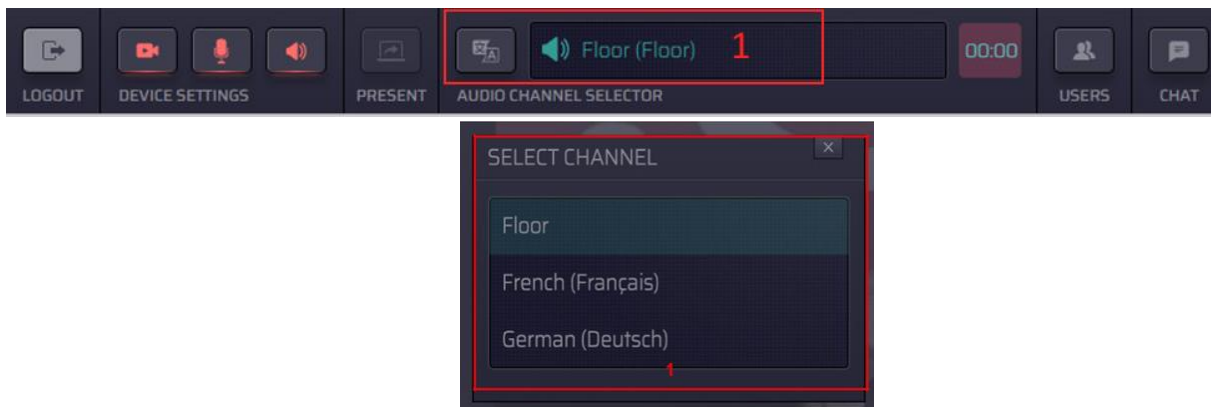 Floor (Floor) 1 00:00
LOGOUT DEVICE SETTINGS PRESENT AUDIO CHANNEL SELECTOR USERS CHAT
SELECT CHANNEL
Floor
French (Français)
German (Deutsch)
1